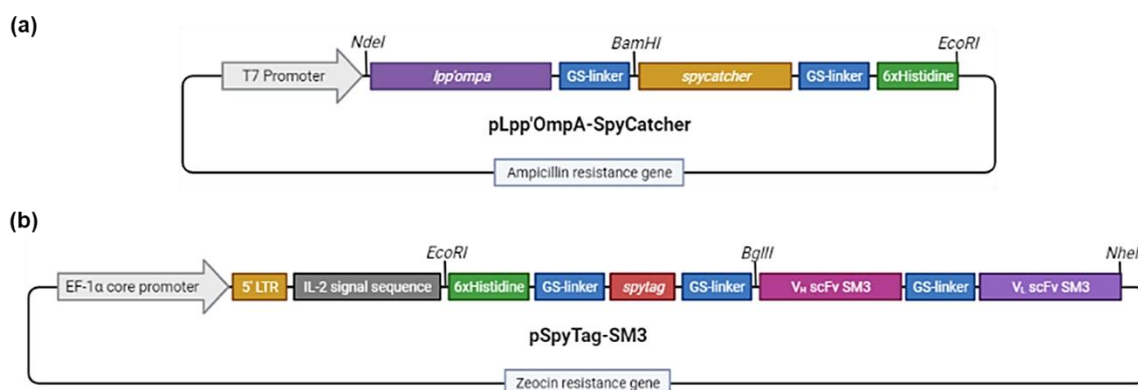 (a)
NdeI BamHI EcoRI
T7 Promoter lpp'ompa GS-linker spycatcher GS-linker 6xHistidine
pLpp'OmpA-SpyCatcher
Ampicillin resistance gene
(b)
EcoRI BglII NheI
EF-1α core promoter 5' LTR IL-2 signal sequence 6xHistidine GS-linker spytag GS-linker VH scFv SM3 GS-linker VL scFv SM3
pSpyTag-SM3
Zeocin resistance gene